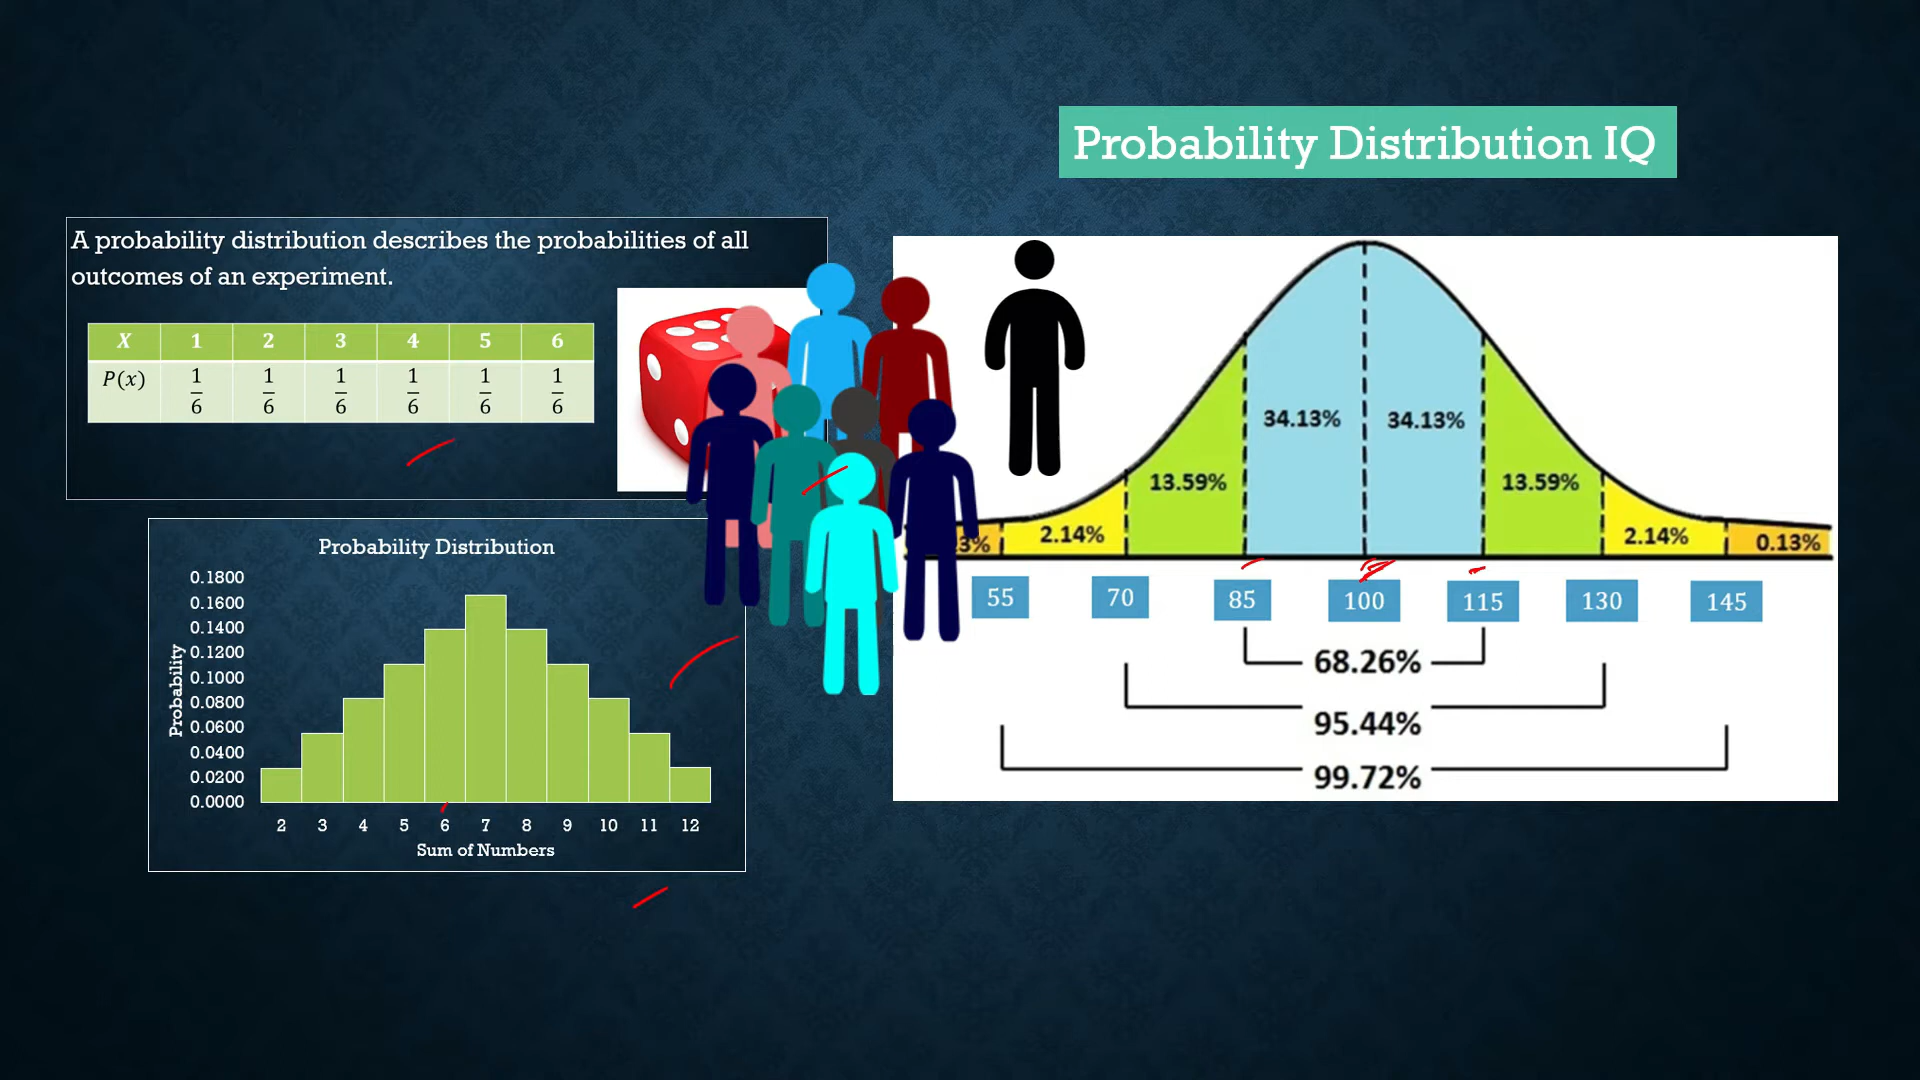 Probability Distribution IQ
A probability distribution describes the probabilities of all
outcomes of an experiment.
X 1 2 3 4 5 6
P(x) 1/6 1/6 1/6 1/6 1/6 1/6
Probability Distribution
Probability
0.1800
0.1600
0.1400
0.1200
0.1000
0.0800
0.0600
0.0400
0.0200
0.0000
2 3 4 5 6 7 8 9 10 11 12
Sum of Numbers
34.13% 34.13%
13.59% 13.59%
3% 2.14% 2.14% 0.13%
55 70 85 100 115 130 145
68.26%
95.44%
99.72%